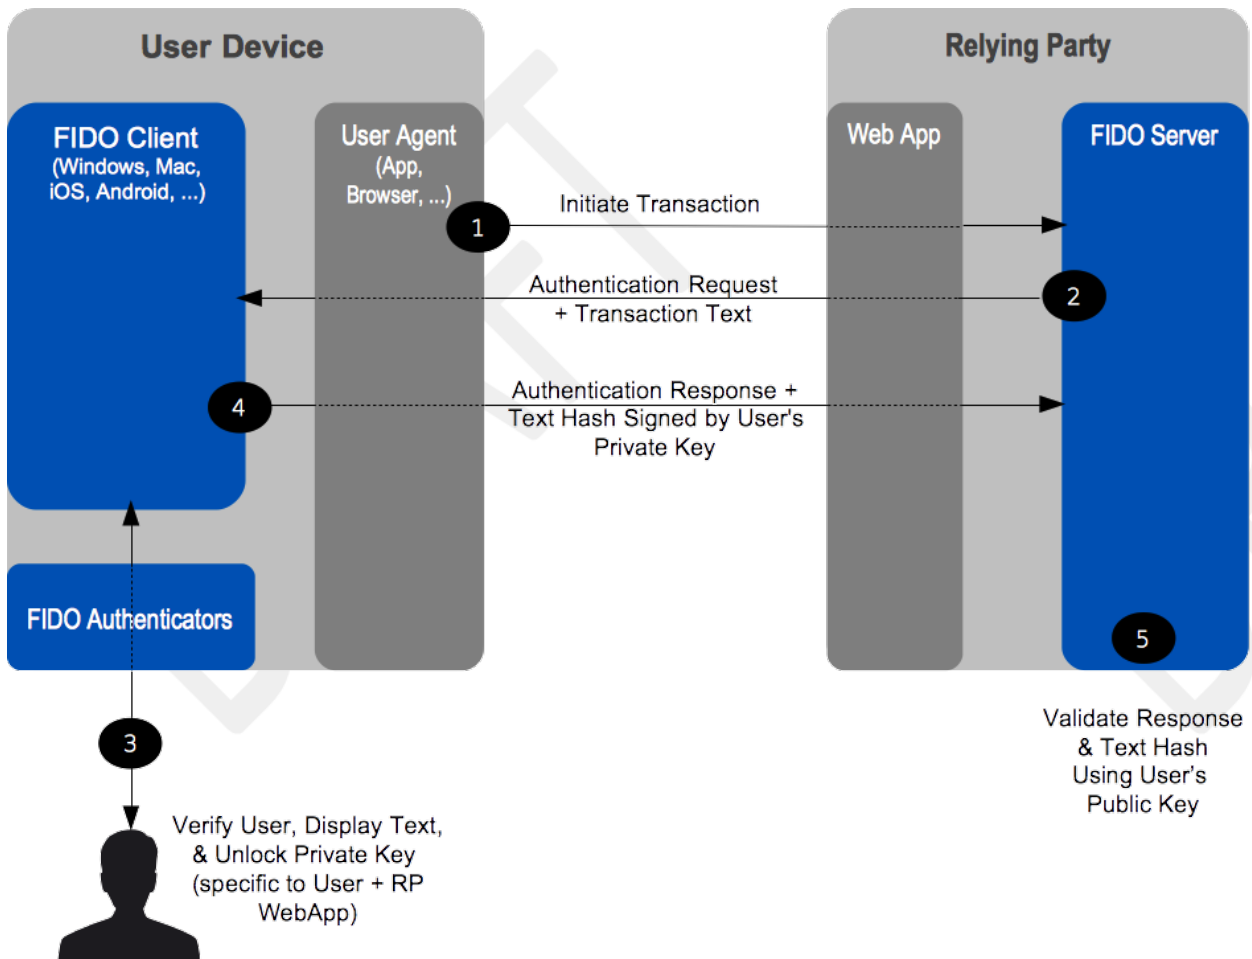 User Device
Relying Party
FIDO Client
(Windows, Mac,
iOS, Android, ...)
User Agent
(App,
Browser, ...)
Web App
FIDO Server
1
Initiate Transaction
2
Authentication Request
+ Transaction Text
4
Authentication Response +
Text Hash Signed by User's
Private Key
FIDO Authenticators
5
Validate Response
& Text Hash
Using User’s
Public Key
3
Verify User, Display Text,
& Unlock Private Key
(specific to User + RP
WebApp)